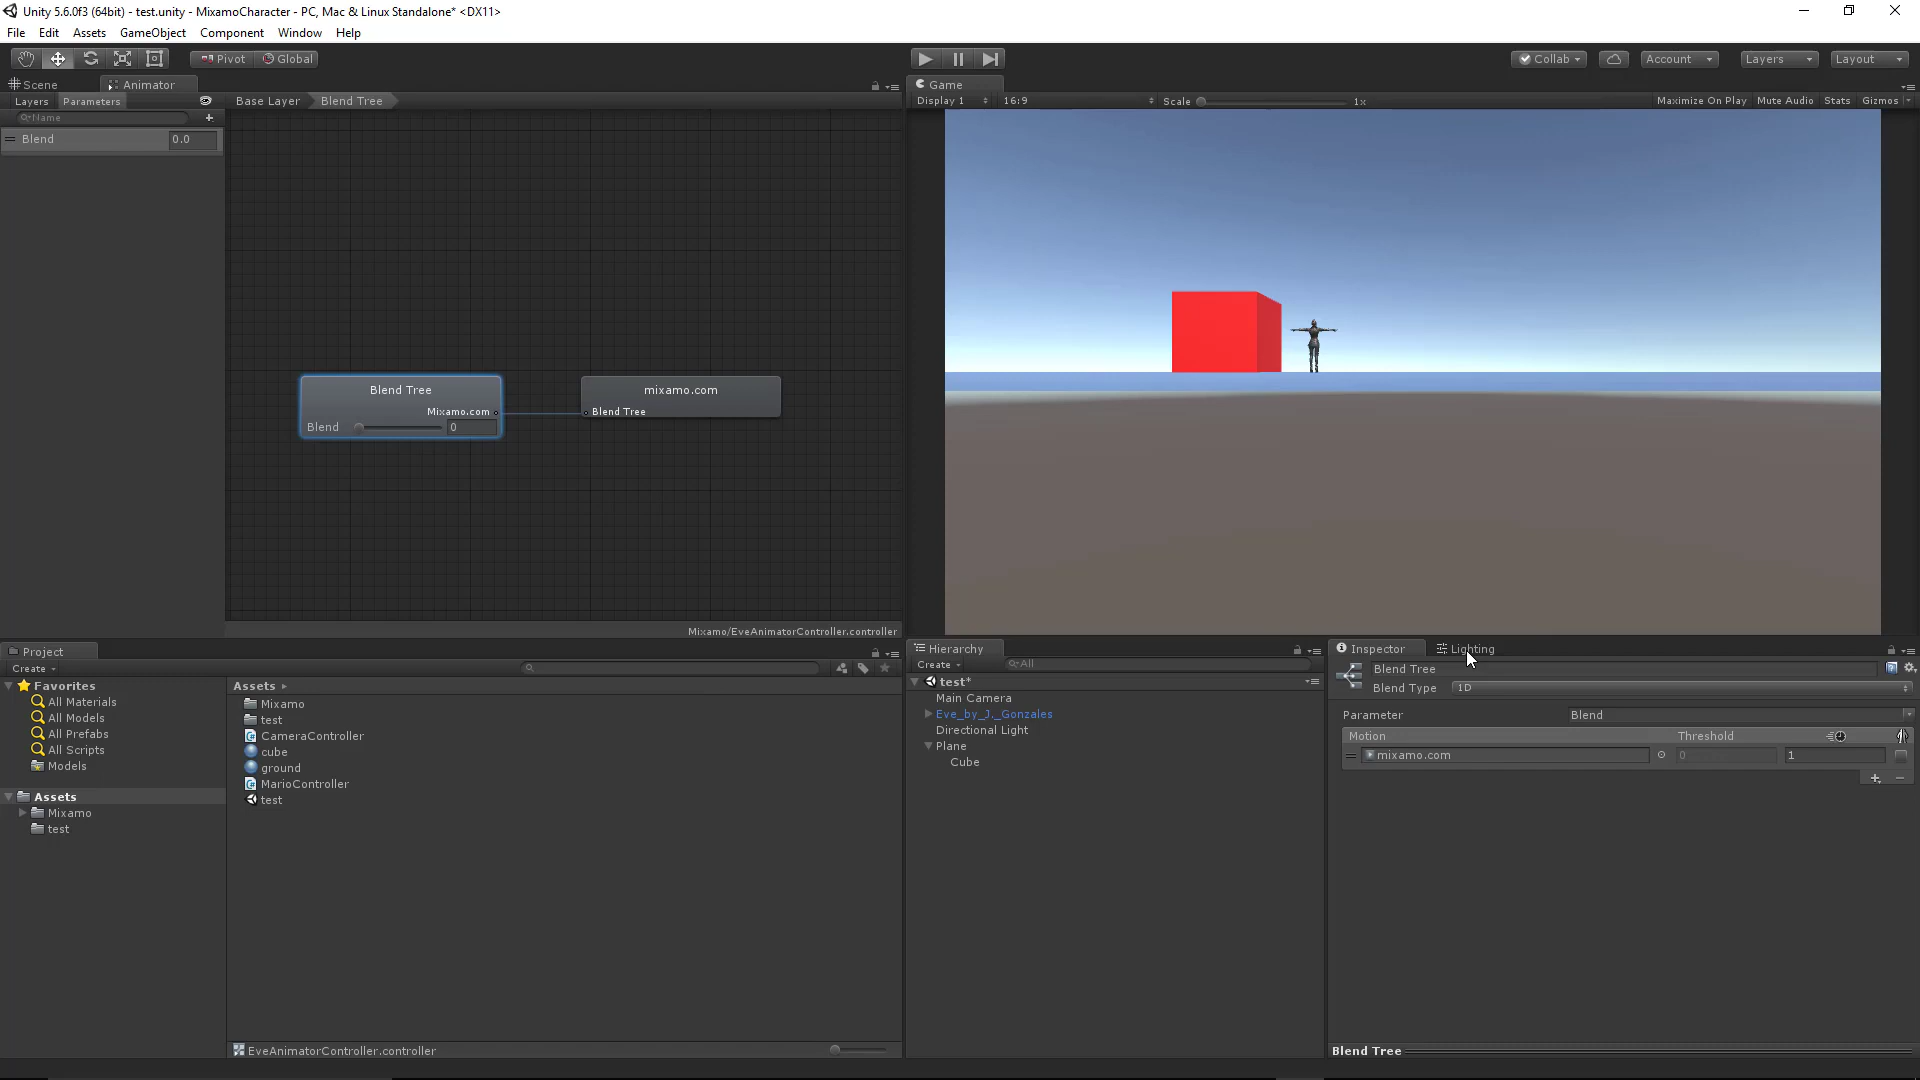 Unity 5.6.0f3 (64bit) - test.unity - MixamoCharacter - PC, Mac & Linux Standalone* <DX11>
File Edit Assets GameObject Component Window Help
Pivot Global Collab Account Layers Layout
Scene Animator
Layers Parameters Base Layer Blend Tree
Name
Blend 0.0
Blend Tree
Mixamo.com
Blend 0
mixamo.com
Blend Tree
Mixamo/EveAnimatorController.controller
Game
Display 1 16:9 Scale 1x Maximize On Play Mute Audio Stats Gizmos
Project
Create
Favorites
All Materials
All Models
All Prefabs
All Scripts
Models
Assets
Mixamo
test
Assets
Mixamo
test
CameraController
cube
ground
MarioController
test
EveAnimatorController.controller
Hierarchy
Create All
test*
Main Camera
Eve_by_J._Gonzales
Directional Light
Plane
Cube
Inspector Lighting
Blend Tree
Blend Type 1D
Parameter Blend
Motion Threshold
mixamo.com 0 1
Blend Tree